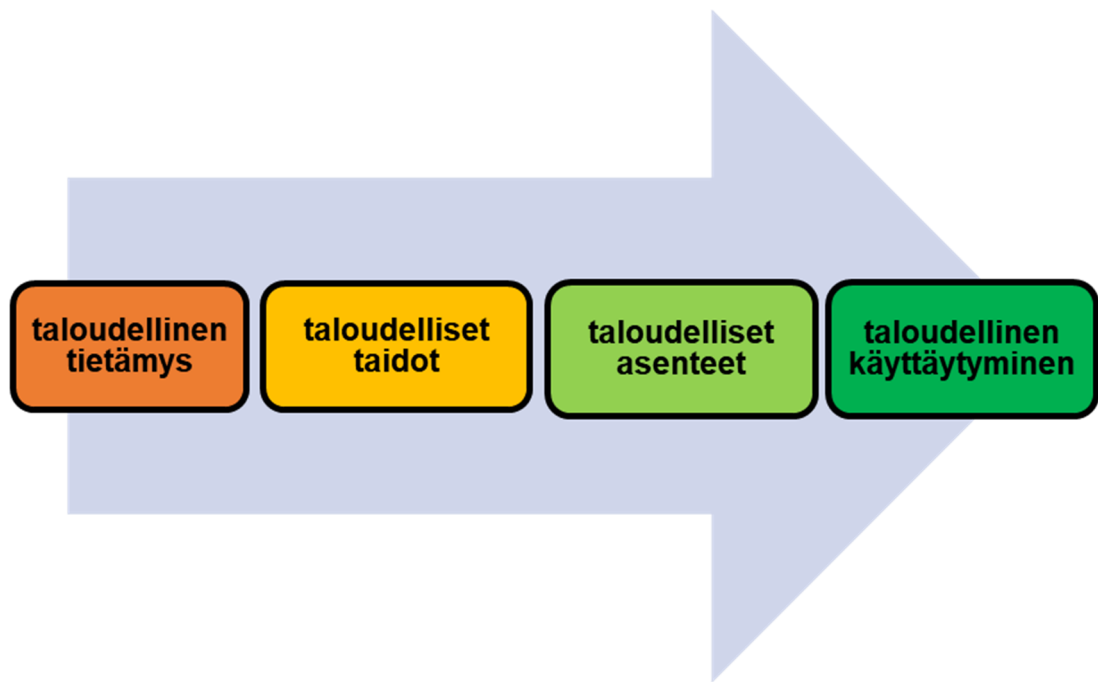 taloudellinen
tietämys
taloudelliset
taidot
taloudelliset
asenteet
taloudellinen
käyttäytyminen